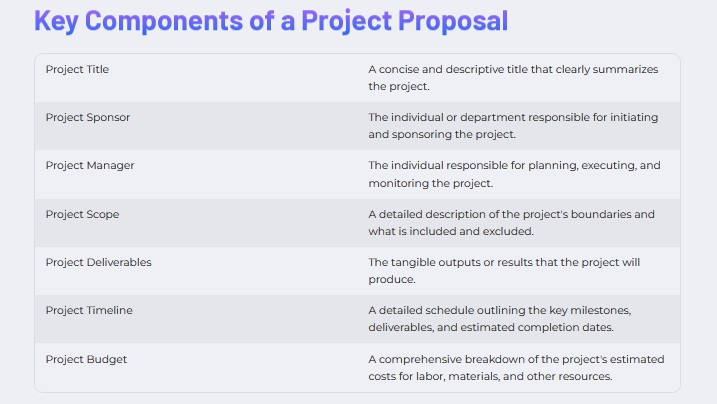 Key Components of a Project Proposal
Project Title
A concise and descriptive title that clearly summarizes
the project.
Project Sponsor
The individual or department responsible for initiating
and sponsoring the project.
Project Manager
The individual responsible for planning, executing, and
monitoring the project.
Project Scope
A detailed description of the project's boundaries and
what is included and excluded.
Project Deliverables
The tangible outputs or results that the project will
produce.
Project Timeline
A detailed schedule outlining the key milestones,
deliverables, and estimated completion dates.
Project Budget
A comprehensive breakdown of the project's estimated
costs for labor, materials, and other resources.